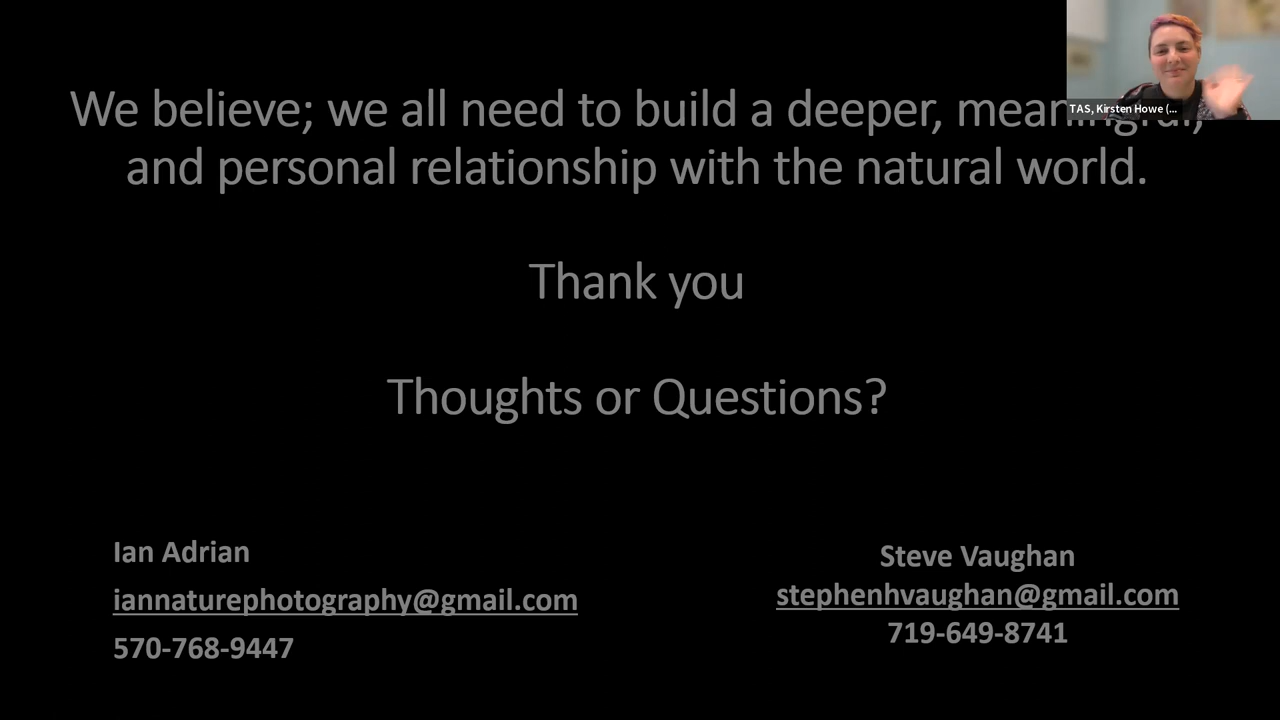 We believe; we all need to build a deeper, meaningful,
and personal relationship with the natural world.
Thank you
Thoughts or Questions?
Ian Adrian
iannaturephotography@gmail.com
570-768-9447
Steve Vaughan
stephenhvaughan@gmail.com
719-649-8741
TAS, Kirsten Howe (...